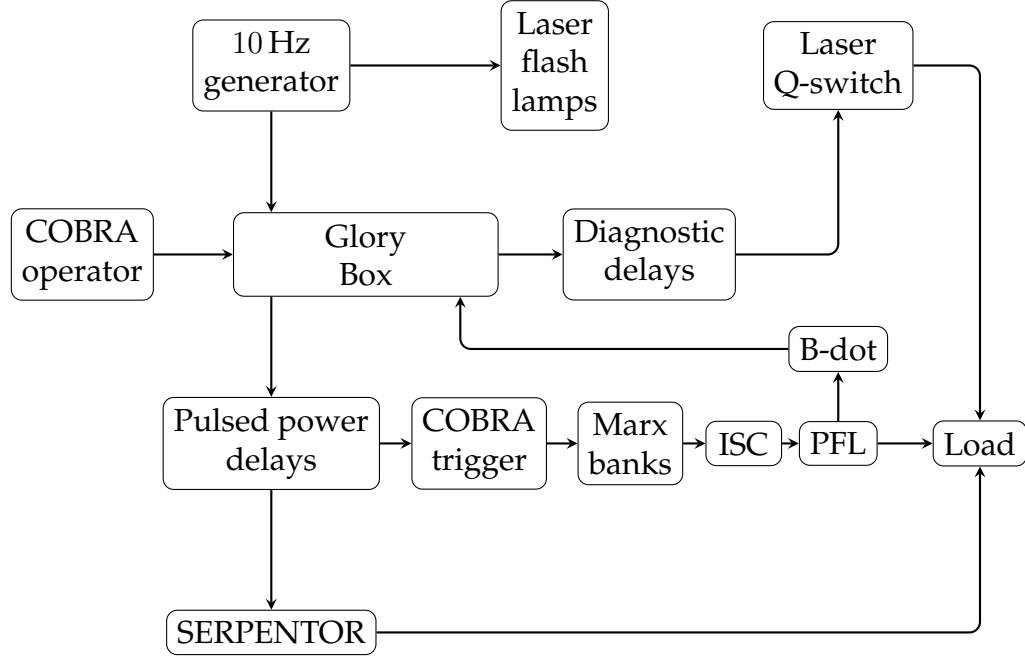 10 Hz
generator
Laser
flash
lamps
Laser
Q-switch
COBRA
operator
Glory
Box
Diagnostic
delays
B-dot
Pulsed power
delays
COBRA
trigger
Marx
banks
ISC
PFL
Load
SERPENTOR